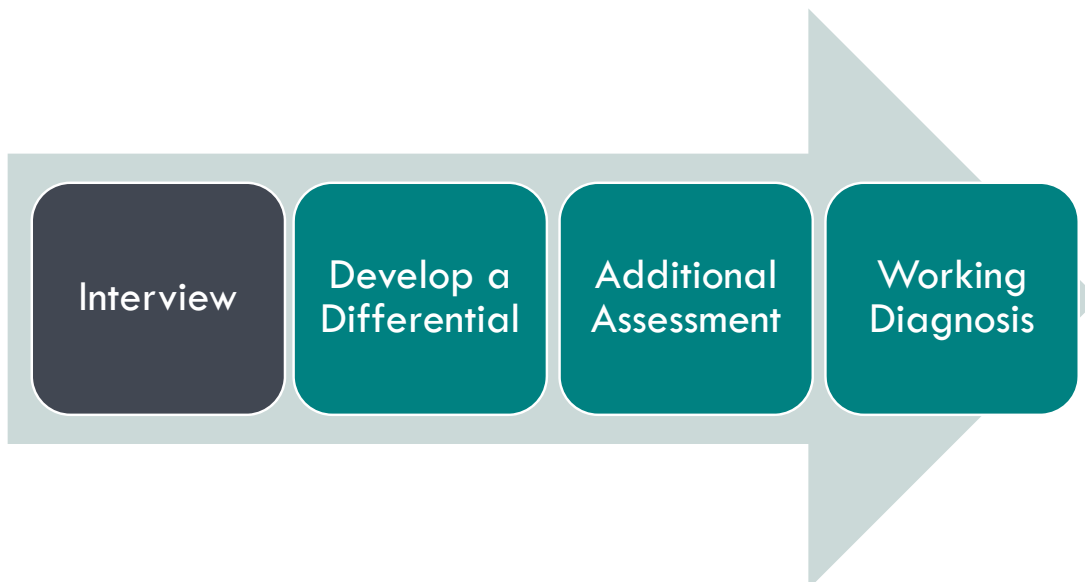 Interview
Develop a
Differential
Additional
Assessment
Working
Diagnosis